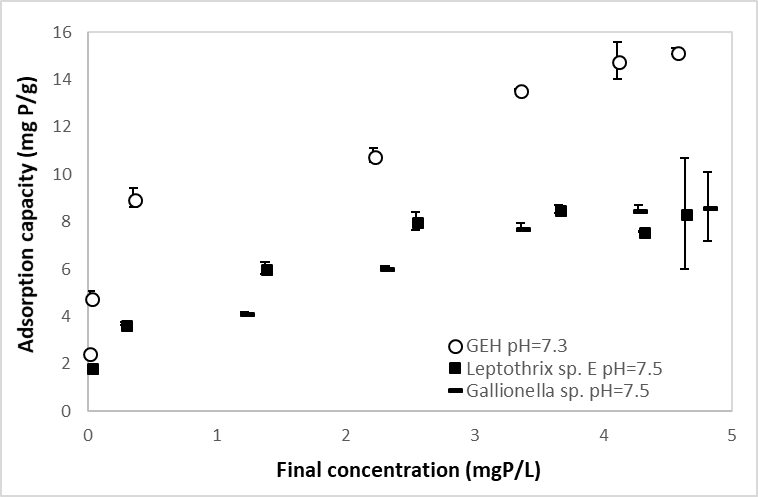 Adsorption capacity (mg P/g)
16
14
12
10
8
6
4
2
0
GEH pH=7.3
Leptothrix sp. E pH=7.5
Gallionella sp. pH=7.5
0 1 2 3 4 5
Final concentration (mgP/L)